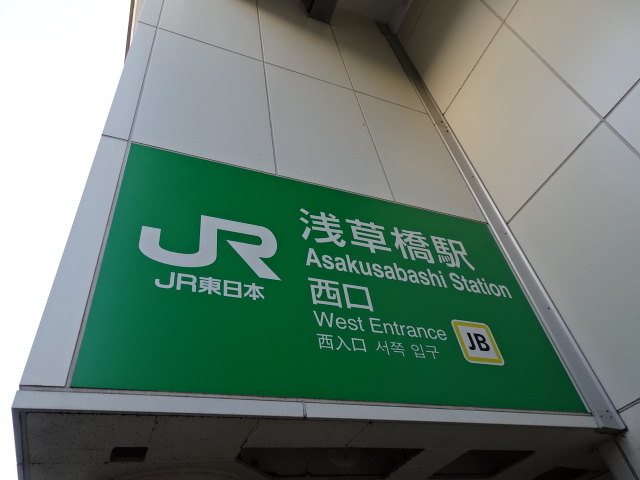 JR
JR東日本
浅草橋駅
Asakusabashi Station
西口
West Entrance
西入口 서쪽 입구
JB